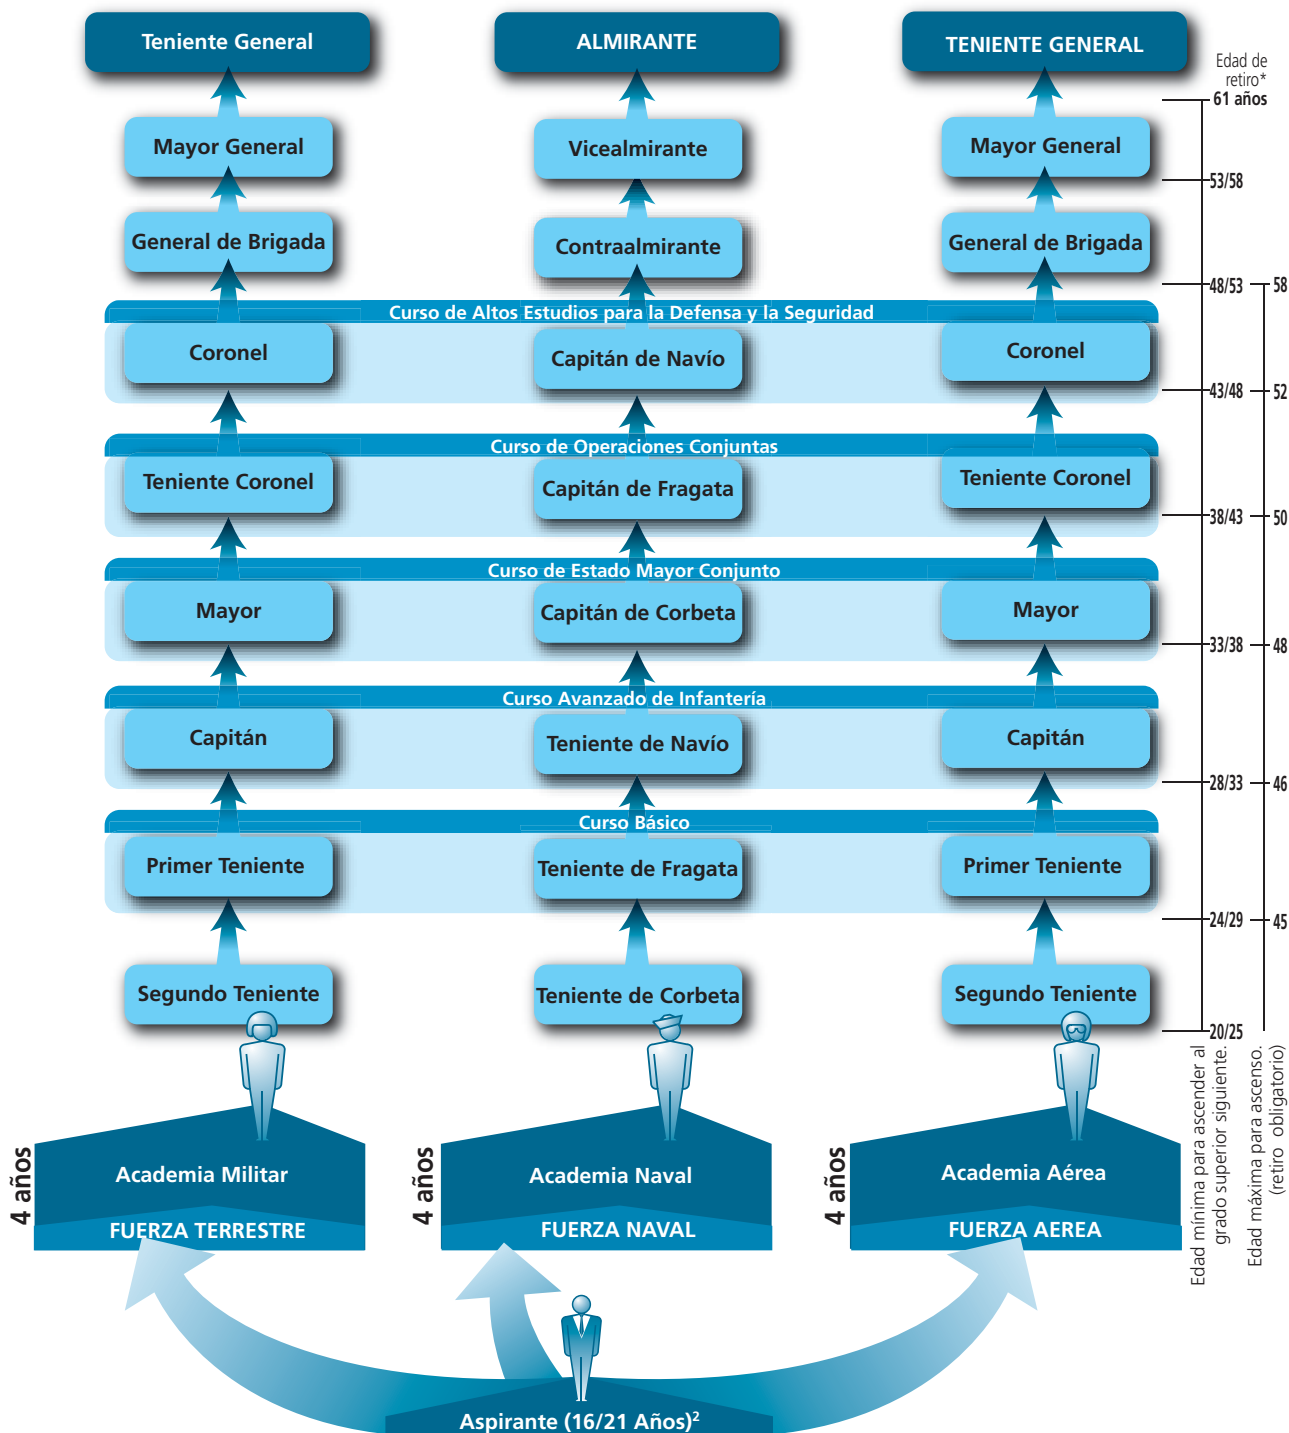 Teniente General
ALMIRANTE
TENIENTE GENERAL
Edad de
retiro*
61 años
Mayor General
Vicealmirante
Mayor General
53/58
General de Brigada
Contraalmirante
General de Brigada
48/53
58
Curso de Altos Estudios para la Defensa y la Seguridad
Coronel
Capitán de Navío
Coronel
43/48
52
Curso de Operaciones Conjuntas
Teniente Coronel
Capitán de Fragata
Teniente Coronel
38/43
50
Curso de Estado Mayor Conjunto
Mayor
Capitán de Corbeta
Mayor
33/38
48
Curso Avanzado de Infantería
Capitán
Teniente de Navío
Capitán
28/33
46
Curso Básico
Primer Teniente
Teniente de Fragata
Primer Teniente
24/29
45
Segundo Teniente
Teniente de Corbeta
Segundo Teniente
20/25
Edad mínima para ascender al
grado superior siguiente.
Edad máxima para ascenso.
(retiro obligatorio)
4 años
Academia Militar
FUERZA TERRESTRE
4 años
Academia Naval
FUERZA NAVAL
4 años
Academia Aérea
FUERZA AEREA
Aspirante (16/21 Años)²